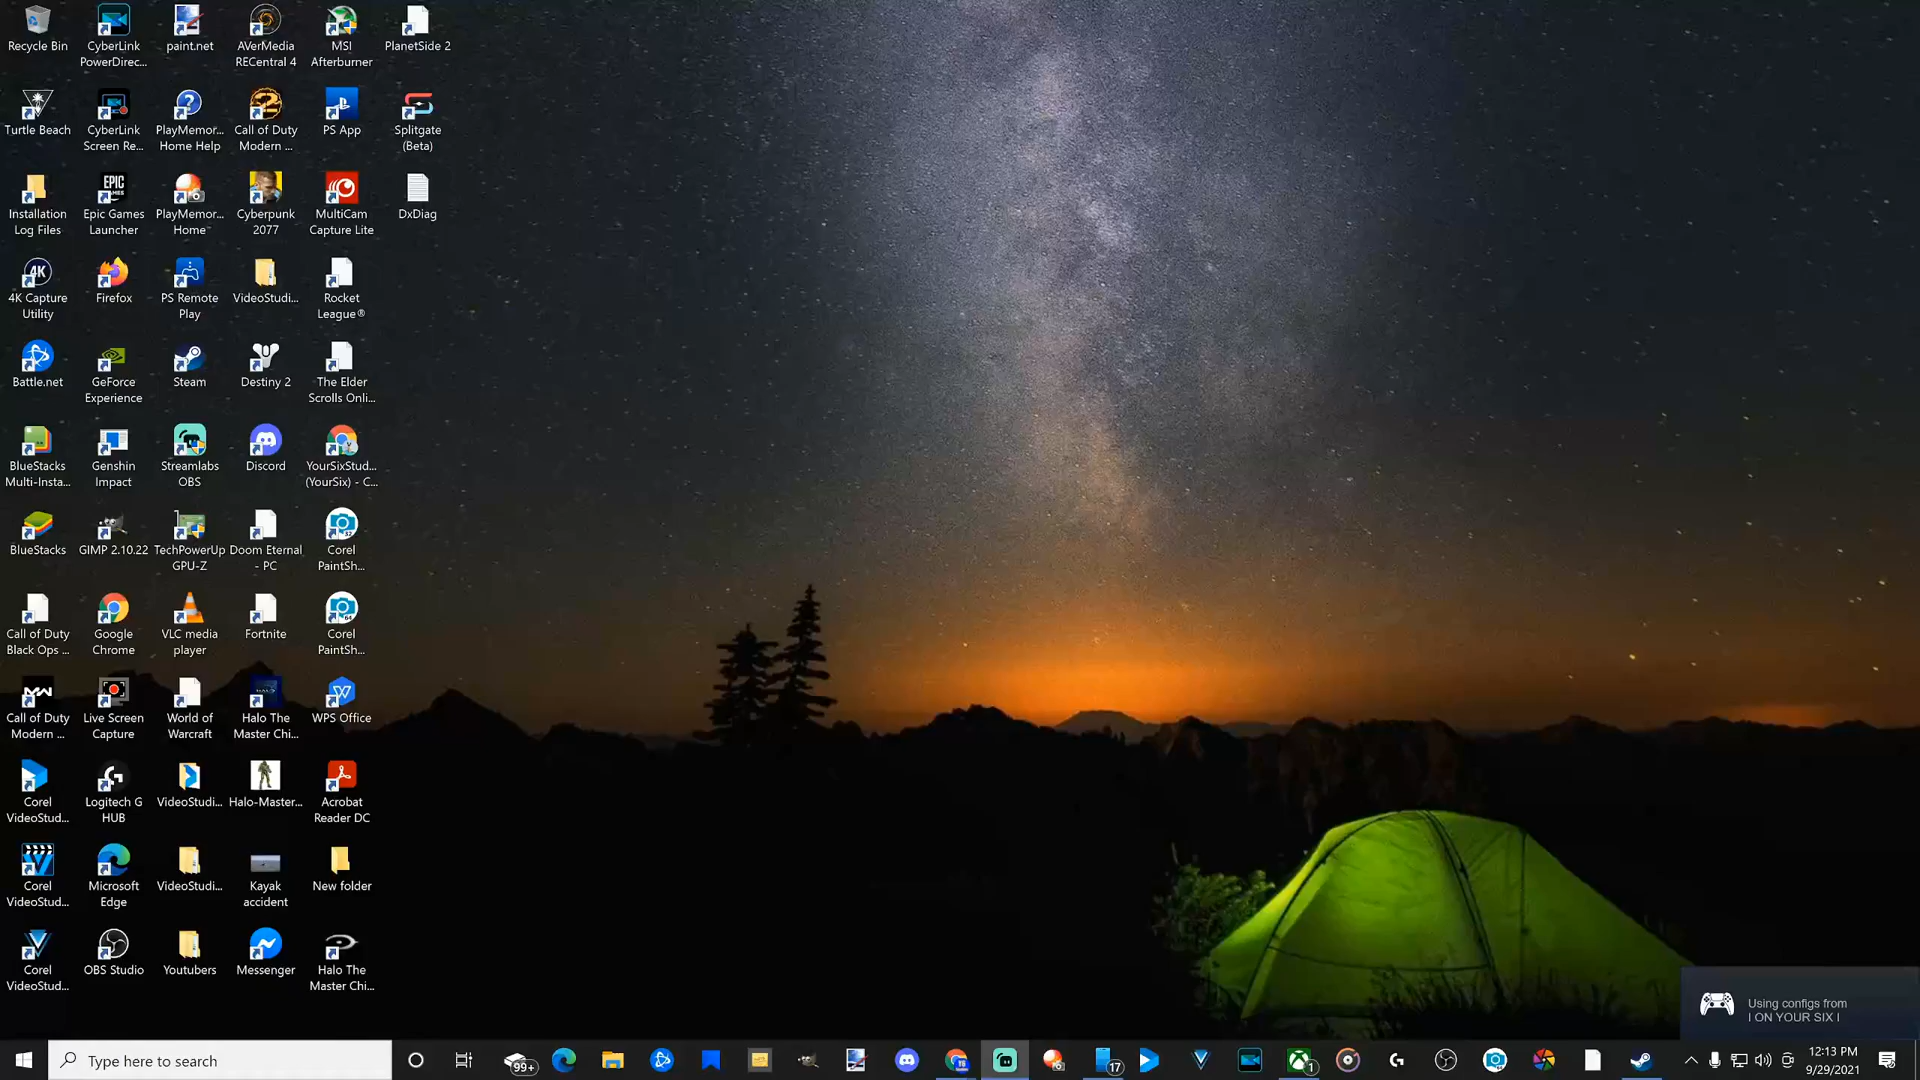 Recycle Bin
CyberLink
PowerDirec...
paint.net
AVerMedia
RECentral 4
MSI
Afterburner
PlanetSide 2
Turtle Beach
CyberLink
Screen Re...
PlayMemor...
Home Help
Call of Duty
Modern ...
PS App
Splitgate
(Beta)
Installation
Log Files
EPIC
GAMES
Epic Games
Launcher
PlayMemor...
Home
Cyberpunk
2077
MultiCam
Capture Lite
DxDiag
4K
4K Capture
Utility
Firefox
PS Remote
Play
VideoStudi...
Rocket
League®
Battle.net
GeForce
Experience
Steam
Destiny 2
The Elder
Scrolls Onli...
BlueStacks
Multi-Insta...
Genshin
Impact
Streamlabs
OBS
Discord
YourSixStud...
(YourSix) - C...
BlueStacks
GIMP 2.10.22
TechPowerUp
GPU-Z
Doom Eternal
- PC
Corel
PaintSh...
Call of Duty
Black Ops ...
Google
Chrome
VLC media
player
Fortnite
Corel
PaintSh...
Call of Duty
Modern ...
Live Screen
Capture
World of
Warcraft
Halo The
Master Chi...
WPS Office
Corel
VideoStud...
Logitech G
HUB
VideoStudi...
Halo-Master...
Acrobat
Reader DC
Corel
VideoStud...
Microsoft
Edge
VideoStudi...
Kayak
accident
New folder
Corel
VideoStud...
OBS Studio
Youtubers
Messenger
Halo The
Master Chi...
Using configs from
I ON YOUR SIX I
Type here to search
99+
17
1
12:13 PM
9/29/2021